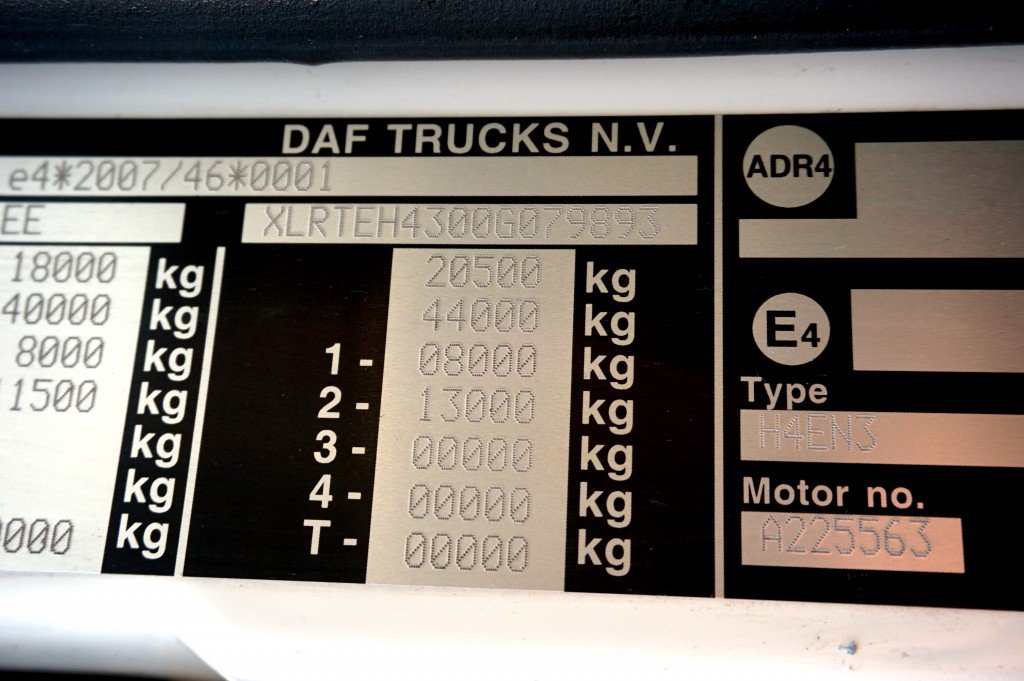 DAF TRUCKS N.V.
e4*2007/46*0001
EE XLRTEH4300G079893
18000 kg 20500 kg
40000 kg 44000 kg
8000 kg 1- 08000 kg
1500 kg 2- 13000 kg
kg 3- 00000 kg
kg 4- 00000 kg
0000 kg T- 00000 kg
ADR4
E4
Type
H4EN3
Motor no.
A225563